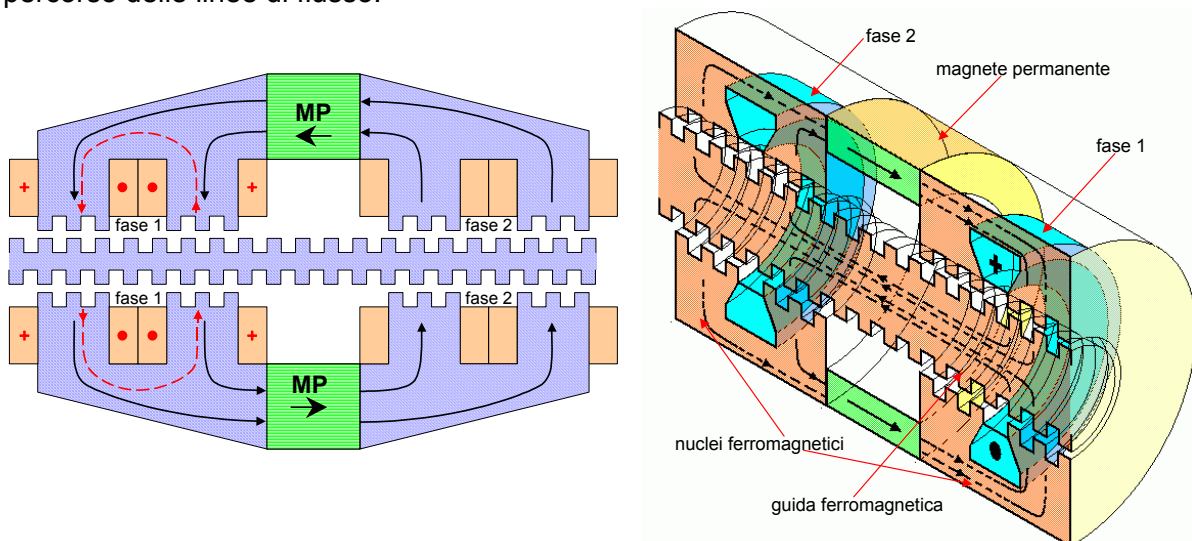 percorso delle linee di flusso.
MP
+
+
fase 1
fase 2
fase 1
fase 2
+
+
MP
fase 2
magnete permanente
fase 1
+
nuclei ferromagnetici
guida ferromagnetica